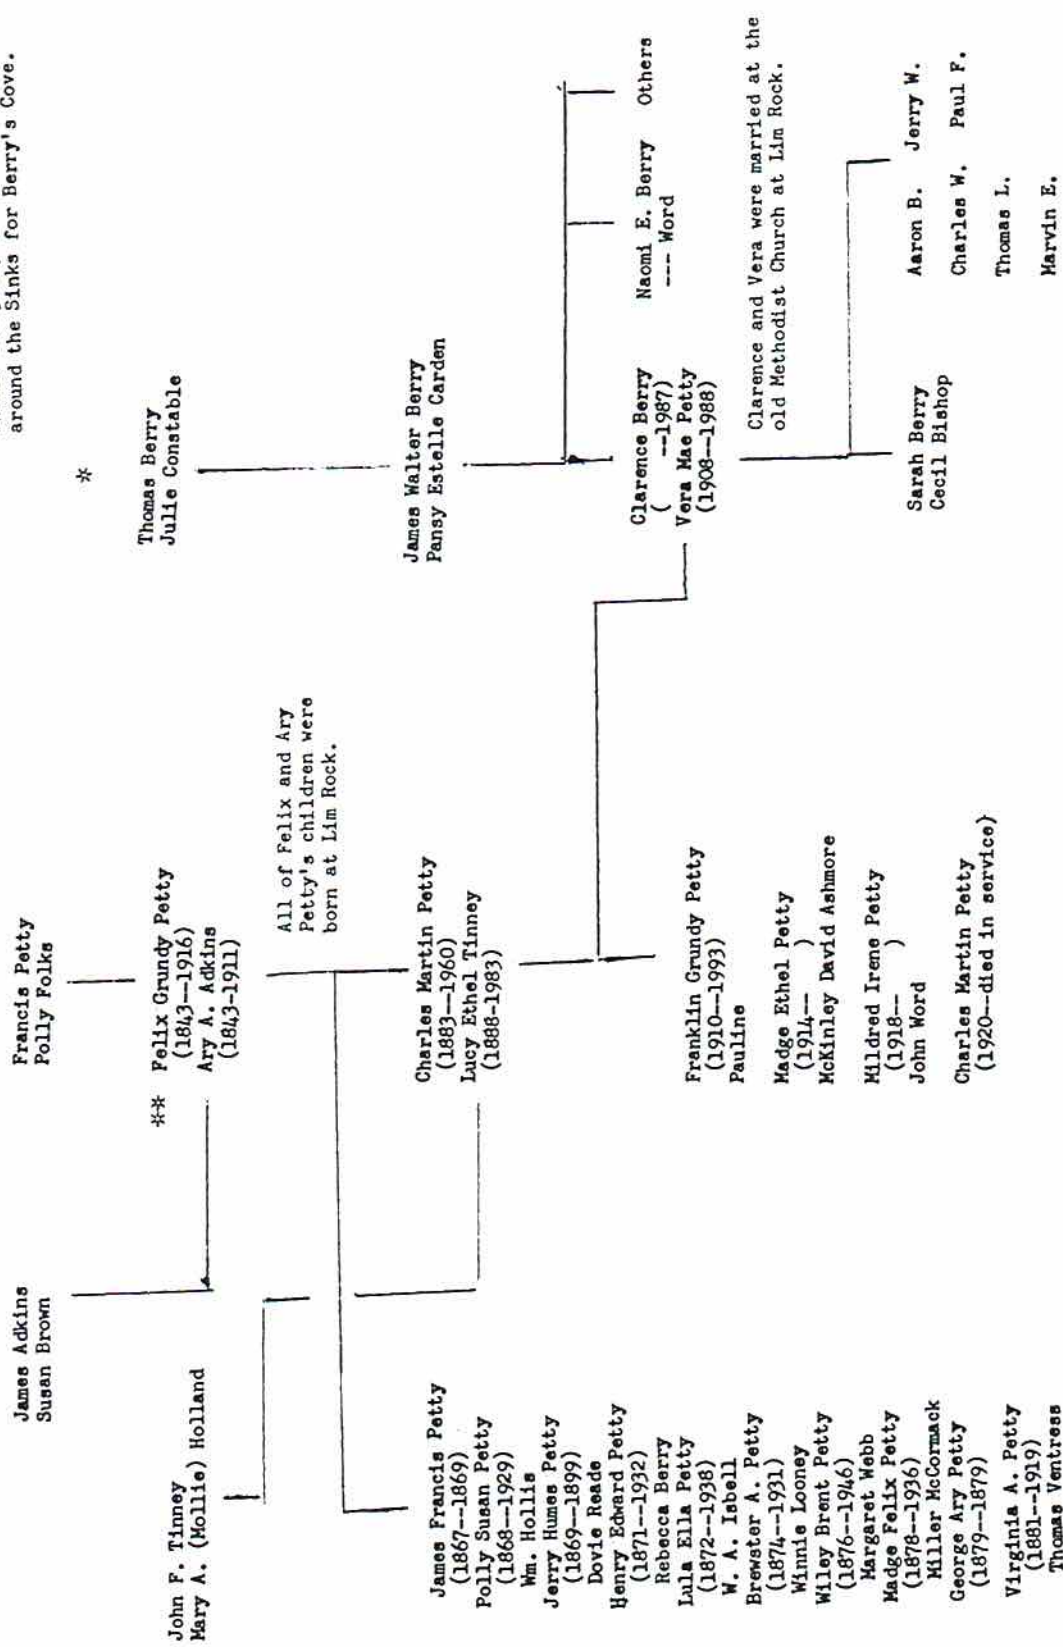 around the Sinks for Berry's Cove.
*
Thomas Berry
Julie Constable
James Walter Berry
Pansy Estelle Carden
Clarence Berry
( --1987)
Vera Mae Petty
(1908--1988)
Naomi E. Berry
--- Word
Others
Clarence and Vera were married at the
old Methodist Church at Lim Rock.
Sarah Berry
Cecil Bishop
Aaron B. Jerry W.
Charles W. Paul F.
Thomas L.
Marvin E.
Francis Petty
Polly Folks
** Felix Grundy Petty
(1843--1916)
Ary A. Adkins
(1843-1911)
All of Felix and Ary
Petty's children were
born at Lim Rock.
Charles Martin Petty
(1883--1960)
Lucy Ethel Tinney
(1888-1983)
Franklin Grundy Petty
(1910--1993)
Pauline
Madge Ethel Petty
(1914-- )
McKinley David Ashmore
Mildred Irene Petty
(1918-- )
John Word
Charles Martin Petty
(1920--died in service)
James Adkins
Susan Brown
John F. Tinney
Mary A. (Mollie) Holland
James Francis Petty
(1867--1869)
Polly Susan Petty
(1868--1929)
Wm. Hollis
Jerry Humes Petty
(1869--1899)
Dovie Reade
Henry Edward Petty
(1871--1932)
Rebecca Berry
Lula Ella Petty
(1872--1938)
W. A. Isbell
Brewster A. Petty
(1874--1931)
Winnie Looney
Wiley Brent Petty
(1876--1946)
Margaret Webb
Madge Felix Petty
(1878--1936)
Miller McCormack
George Ary Petty
(1879--1879)
Virginia A. Petty
(1881--1919)
Thomas Ventress